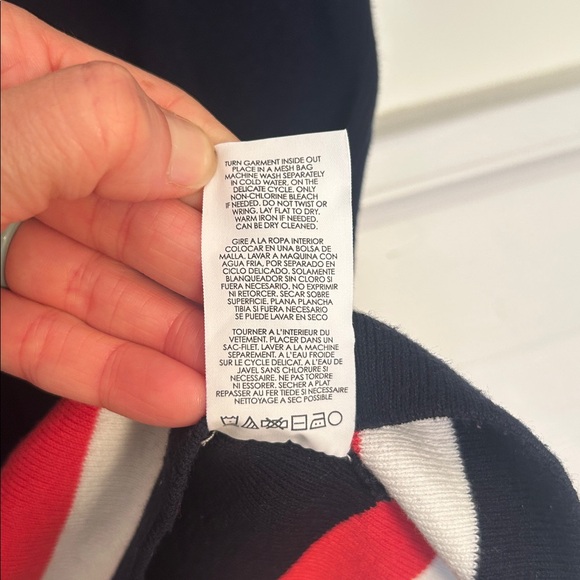 TURN GARMENT INSIDE OUT
PLACE IN A MESH BAG
MACHINE WASH SEPARATELY
IN COLD WATER, ON THE
DELICATE CYCLE. ONLY
NON-CHLORINE BLEACH
IF NEEDED. DO NOT TWIST OR
WRING. LAY FLAT TO DRY.
WARM IRON IF NEEDED.
CAN BE DRY CLEANED.
GIRE A LA ROPA INTERIOR
COLOCAR EN UNA BOLSA DE
MALLA. LAVAR A MAQUINA CON
AGUA FRIA, POR SEPARADO EN
CICLO DELICADO. SOLAMENTE
BLANQUEADOR SIN CLORO SI
FUERA NECESARIO. NO EXPRIMIR
NI RETORCER. SECAR SOBRE
SUPERFICIE. PLANA PLANCHA
TIBIA SI FUERA NECESARIO
SE PUEDE LAVAR EN SECO
TOURNER A L'INTERIEUR DU
VETEMENT. PLACER DANS UN
SAC-FILET. LAVER A LA MACHINE
SEPAREMENT. A L'EAU FROIDE
SUR LE CYCLE DELICAT. A L'EAU DE
JAVEL SANS CHLORURE SI
NECESSAIRE. NE PAS TORDRE
NI ESSORER. SECHER A PLAT
REPASSER AU FER TIEDE SI NECESSAIRE
NETTOYAGE A SEC POSSIBLE